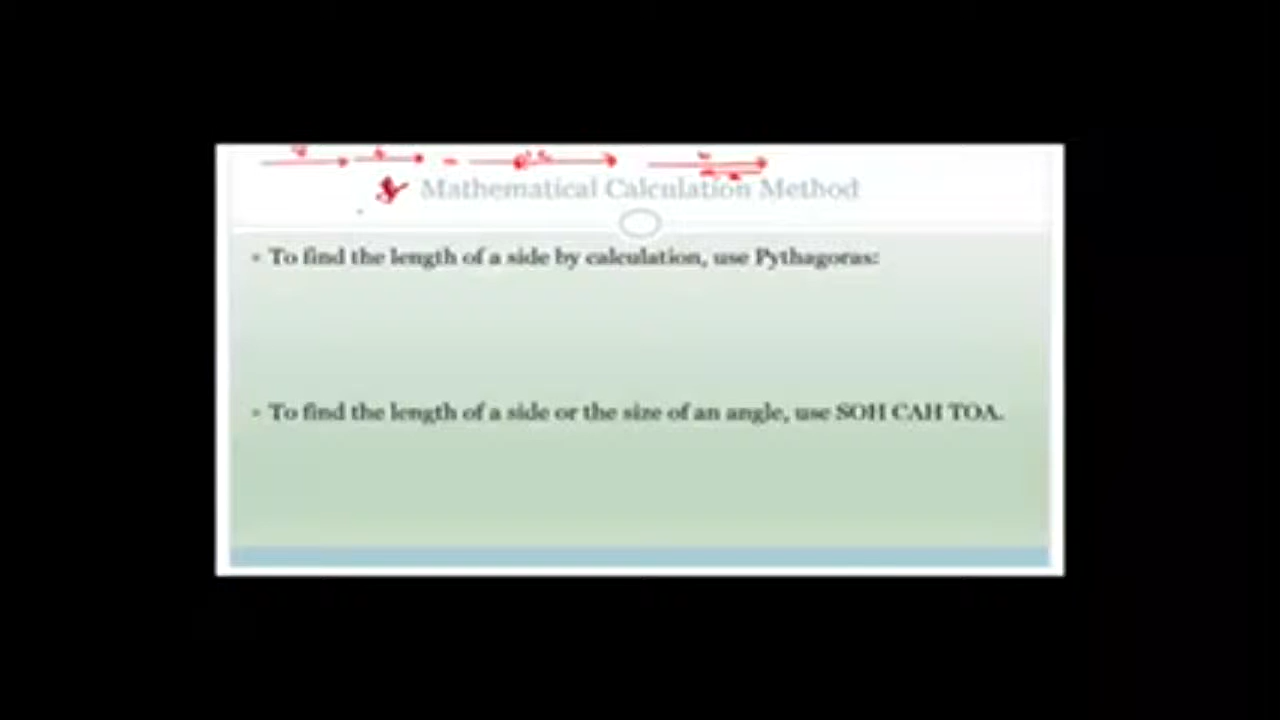 Mathematical Calculation Method
• To find the length of a side by calculation, use Pythagoras:
• To find the length of a side or the size of an angle, use SOH CAH TOA.